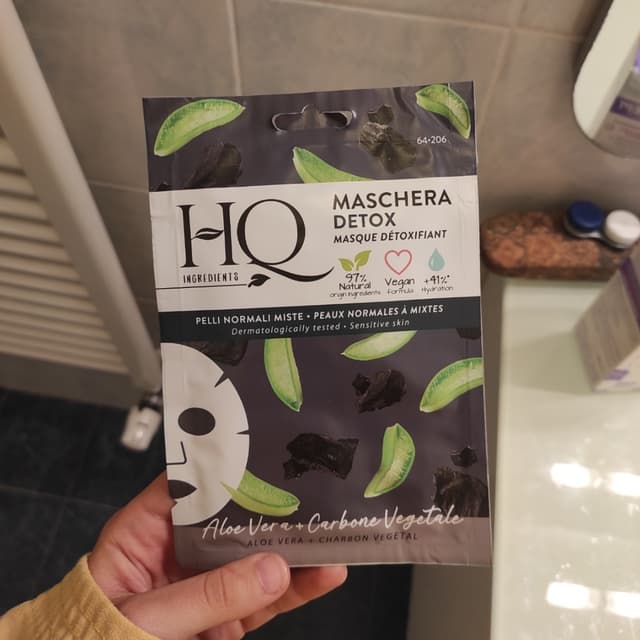 64•206
HQ
INGREDIENTS
MASCHERA
DETOX
MASQUE DÉTOXIFIANT
97%
Natural
origin ingredients
Vegan
formula
+41%*
Hydration
PELLI NORMALI MISTE • PEAUX NORMALES À MIXTES
Dermatologically tested • Sensitive skin
Aloe Vera + Carbone Vegetale
ALOE VERA + CHARBON VÉGÉTAL